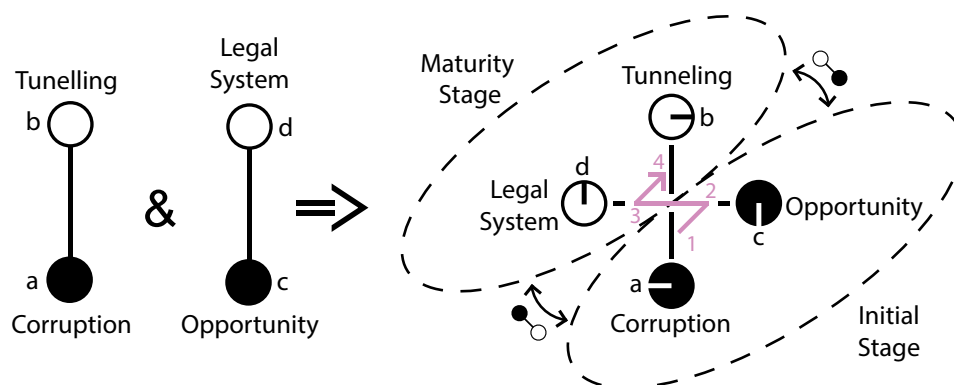 Tunelling
b
a
Corruption
&
Legal
System
d
c
Opportunity
Maturity
Stage
Tunneling
b
d
Legal
System
4
3
2
1
Opportunity
c
a
Corruption
Initial
Stage